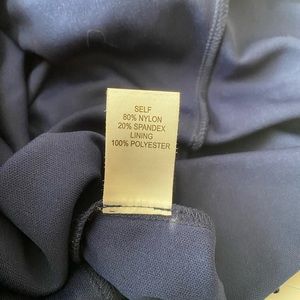 SELF
80% NYLON
20% SPANDEX
LINING
100% POLYESTER